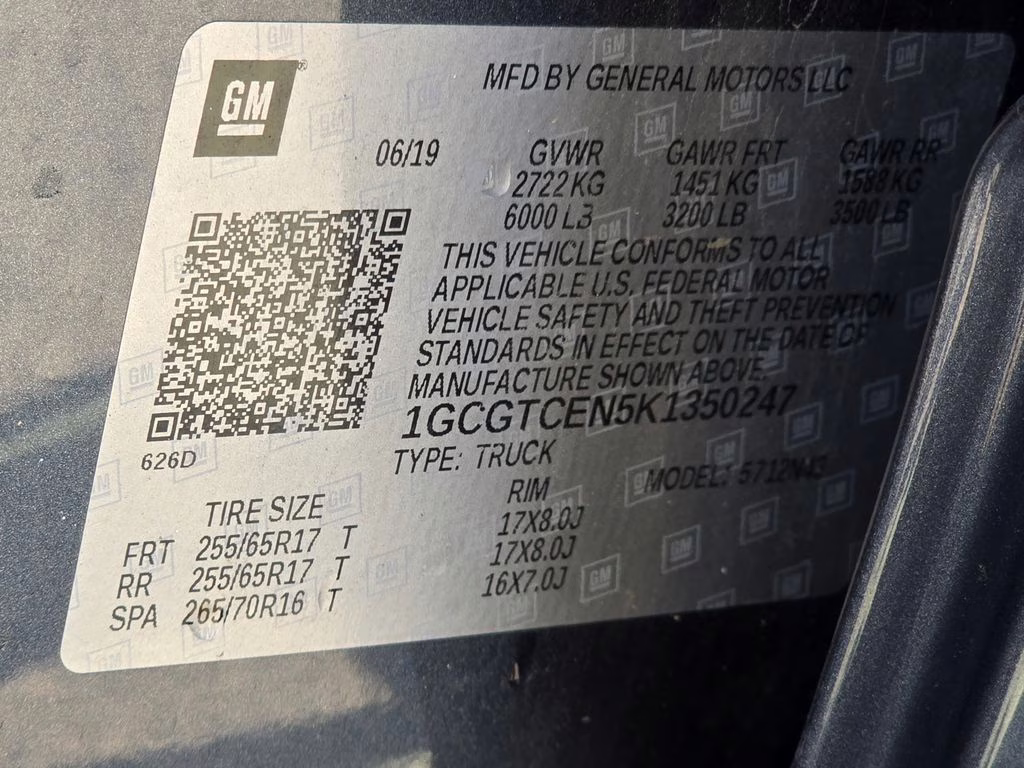 GM
MFD BY GENERAL MOTORS LLC
06/19 GVWR GAWR FRT GAWR RR
2722 KG 1451 KG 1588 KG
6000 LB 3200 LB 3500 LB
THIS VEHICLE CONFORMS TO ALL
APPLICABLE U.S. FEDERAL MOTOR
VEHICLE SAFETY AND THEFT PREVENTION
STANDARDS IN EFFECT ON THE DATE OF
MANUFACTURE SHOWN ABOVE.
1GCGTCEN5K1350247
626D
TYPE: TRUCK MODEL: 5712N43
TIRE SIZE RIM
FRT 255/65R17 T 17X8.0J
RR 255/65R17 T 17X8.0J
SPA 265/70R16 T 16X7.0J